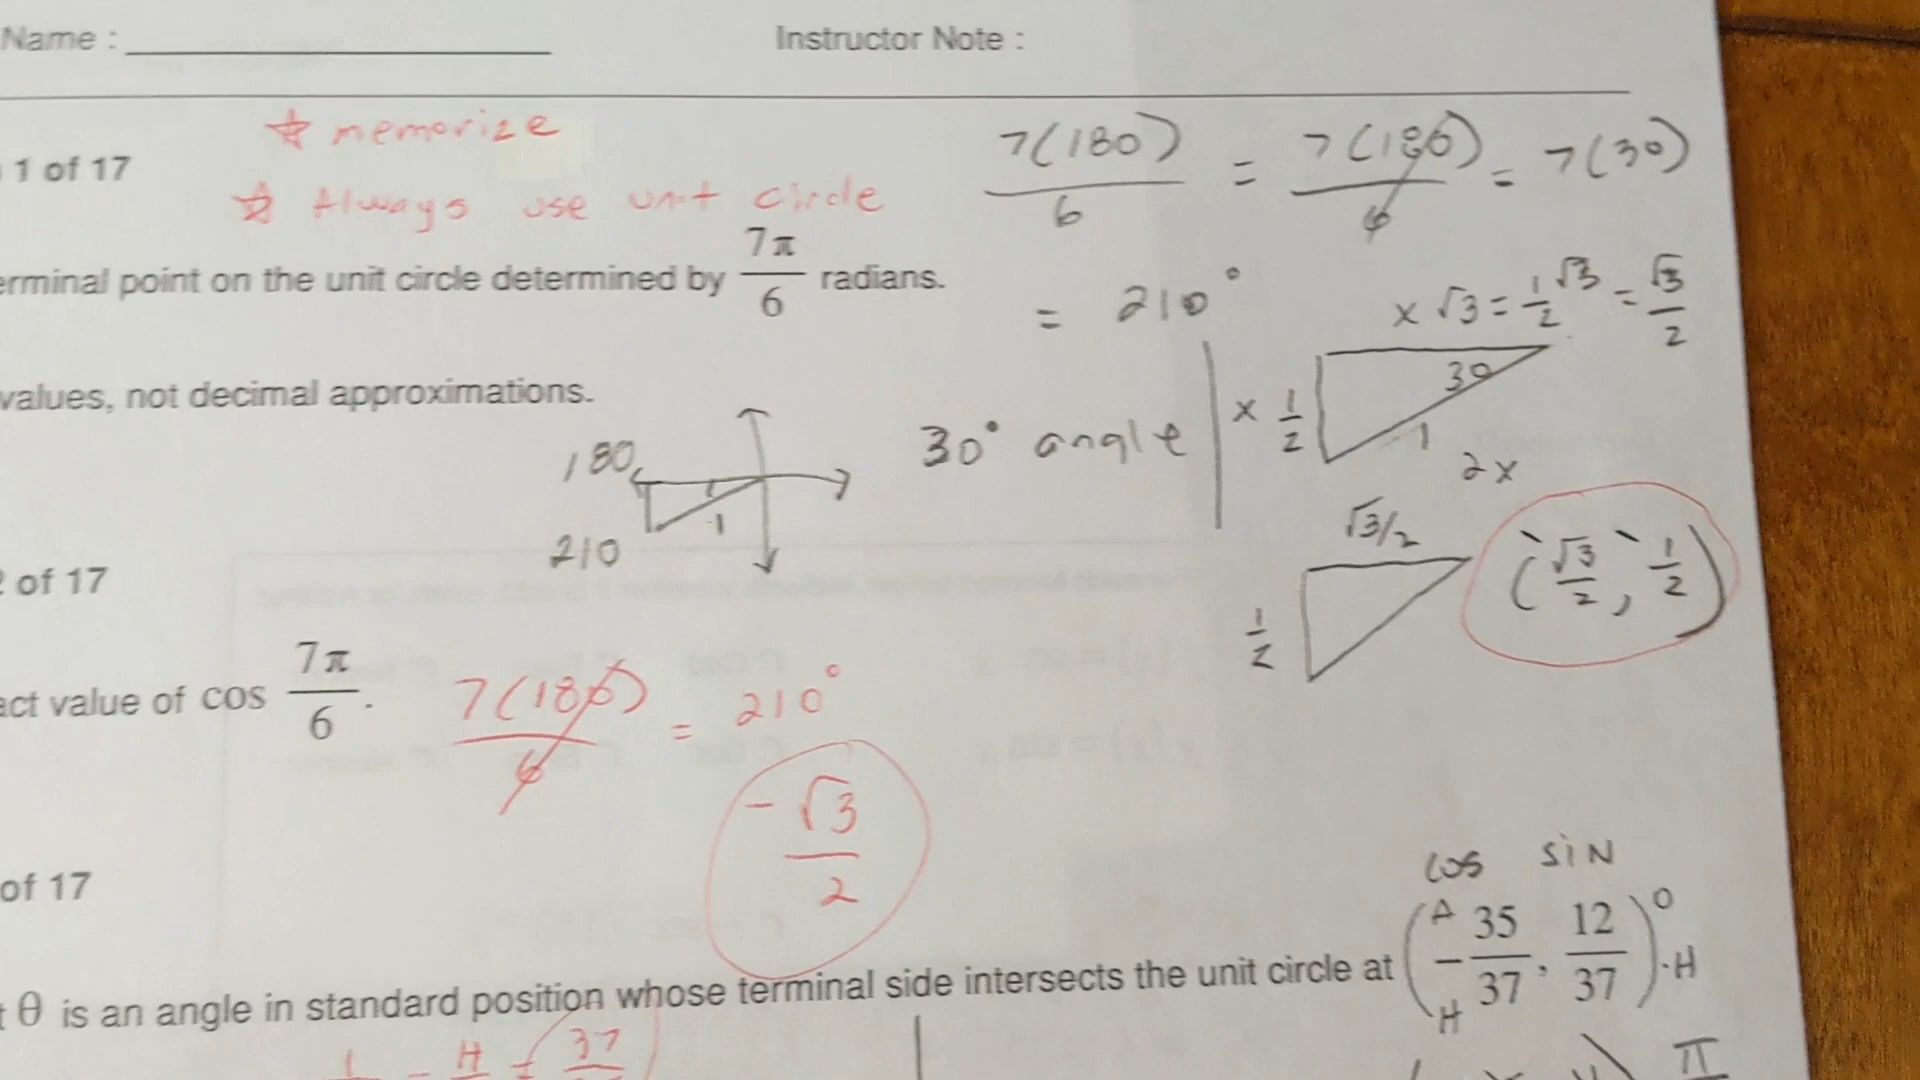 Name : Instructor Note :
☆ memorize
1 of 17
☆ Always use unit circle
7(180)/6 = 7(180)/6 = 7(30)
erminal point on the unit circle determined by 7π/6 radians.
= 210°
x √3 = 1/2 √3 = √3/2
values, not decimal approximations.
30
x 1/2
1
2x
30° angle
180
1
210
√3/2
1/2
(-√3/2, -1/2)
of 17
act value of cos 7π/6.
7(180)/6 = 210°
-√3/2
of 17
cos sin
θ is an angle in standard position whose terminal side intersects the unit circle at (-35/37, 12/37)
A O
H H
1 - H = 37
π